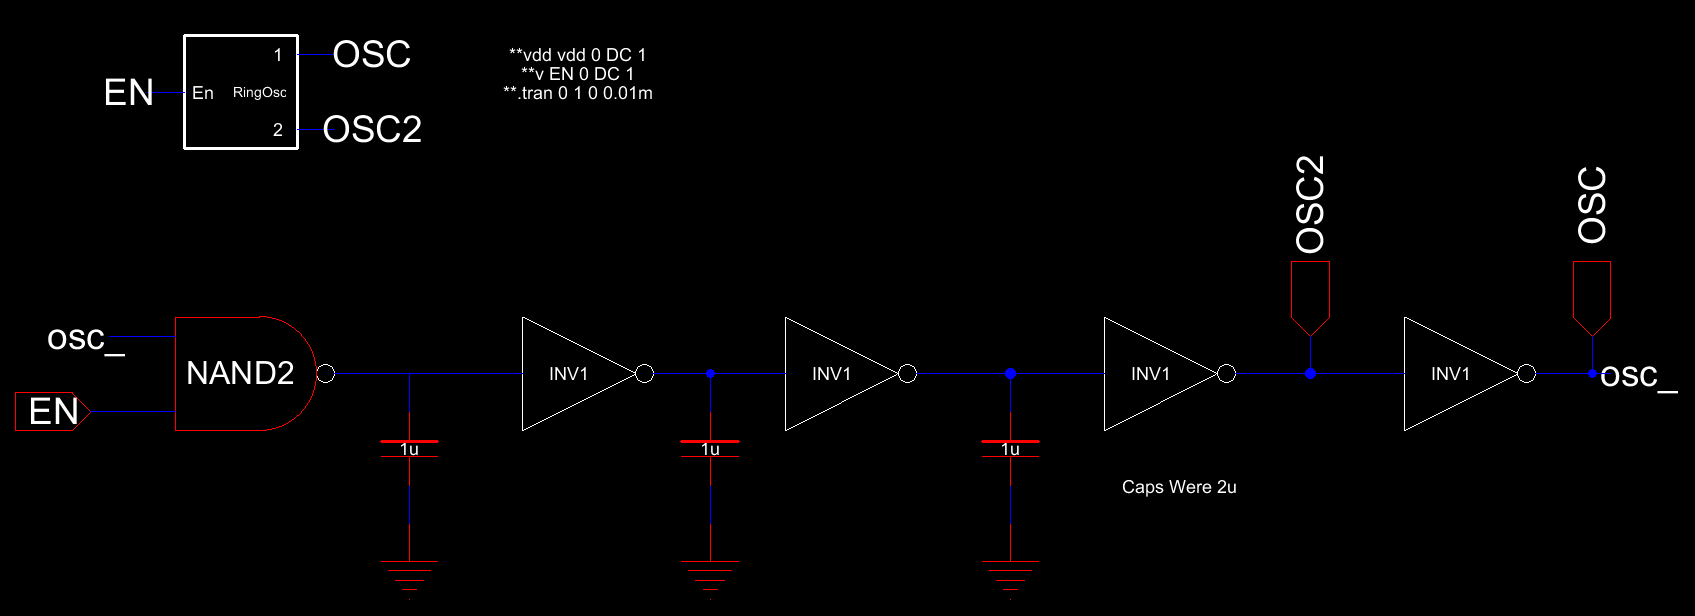 1 OSC
**vdd vdd 0 DC 1
**v EN 0 DC 1
EN En RingOsc
**.tran 0 1 0 0.01m
2 OSC2
OSC2
OSC
osc_
NAND2
INV1
INV1
INV1
INV1
osc_
EN
1u
1u
1u
Caps Were 2u